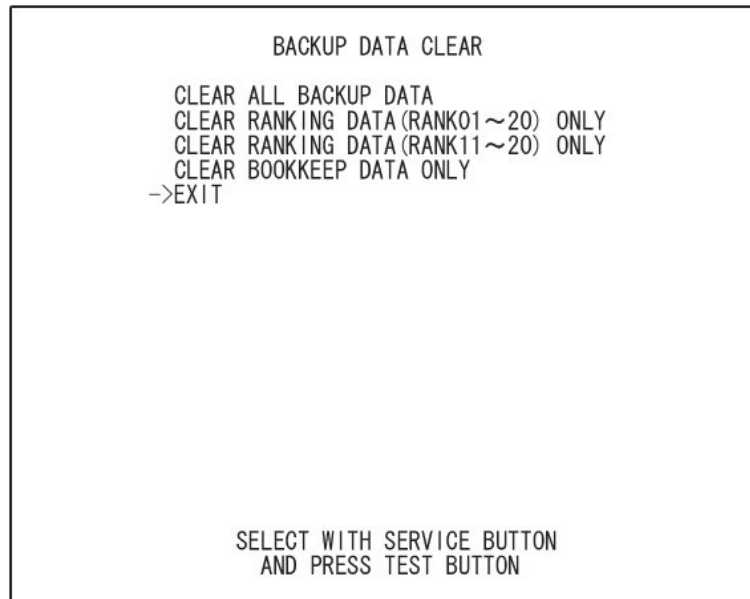 BACKUP DATA CLEAR
CLEAR ALL BACKUP DATA
CLEAR RANKING DATA(RANK01～20) ONLY
CLEAR RANKING DATA(RANK11～20) ONLY
CLEAR BOOKKEEP DATA ONLY
->EXIT
SELECT WITH SERVICE BUTTON
AND PRESS TEST BUTTON